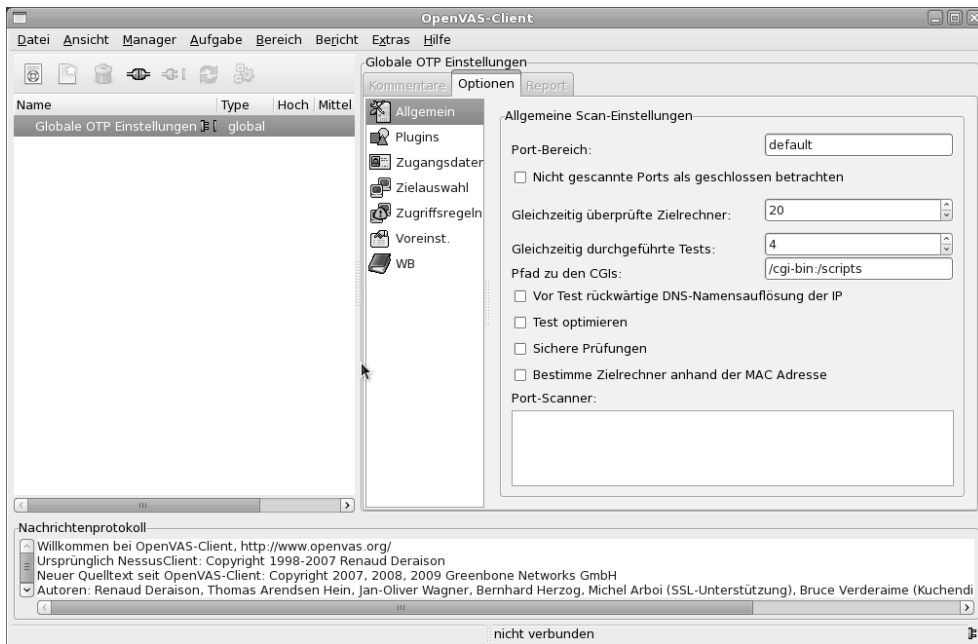 OpenVAS-Client
Datei Ansicht Manager Aufgabe Bereich Bericht Extras Hilfe
Name Type Hoch Mittel
Globale OTP Einstellungen global
Globale OTP Einstellungen
Kommentare Optionen Report
Allgemein
Plugins
Zugangsdaten
Zielauswahl
Zugriffsregeln
Voreinst.
WB
Allgemeine Scan-Einstellungen
Port-Bereich: default
Nicht gescannte Ports als geschlossen betrachten
Gleichzeitig überprüfte Zielrechner: 20
Gleichzeitig durchgeführte Tests: 4
Pfad zu den CGIs: /cgi-bin:/scripts
Vor Test rückwärtige DNS-Namensauflösung der IP
Test optimieren
Sichere Prüfungen
Bestimme Zielrechner anhand der MAC Adresse
Port-Scanner:
Nachrichtenprotokoll
Willkommen bei OpenVAS-Client, http://www.openvas.org/
Ursprünglich NessusClient: Copyright 1998-2007 Renaud Deraison
Neuer Quelltext seit OpenVAS-Client: Copyright 2007, 2008, 2009 Greenbone Networks GmbH
Autoren: Renaud Deraison, Thomas Arendsen Hein, Jan-Oliver Wagner, Bernhard Herzog, Michel Arboi (SSL-Unterstützung), Bruce Verderaime (Kuchendi
nicht verbunden